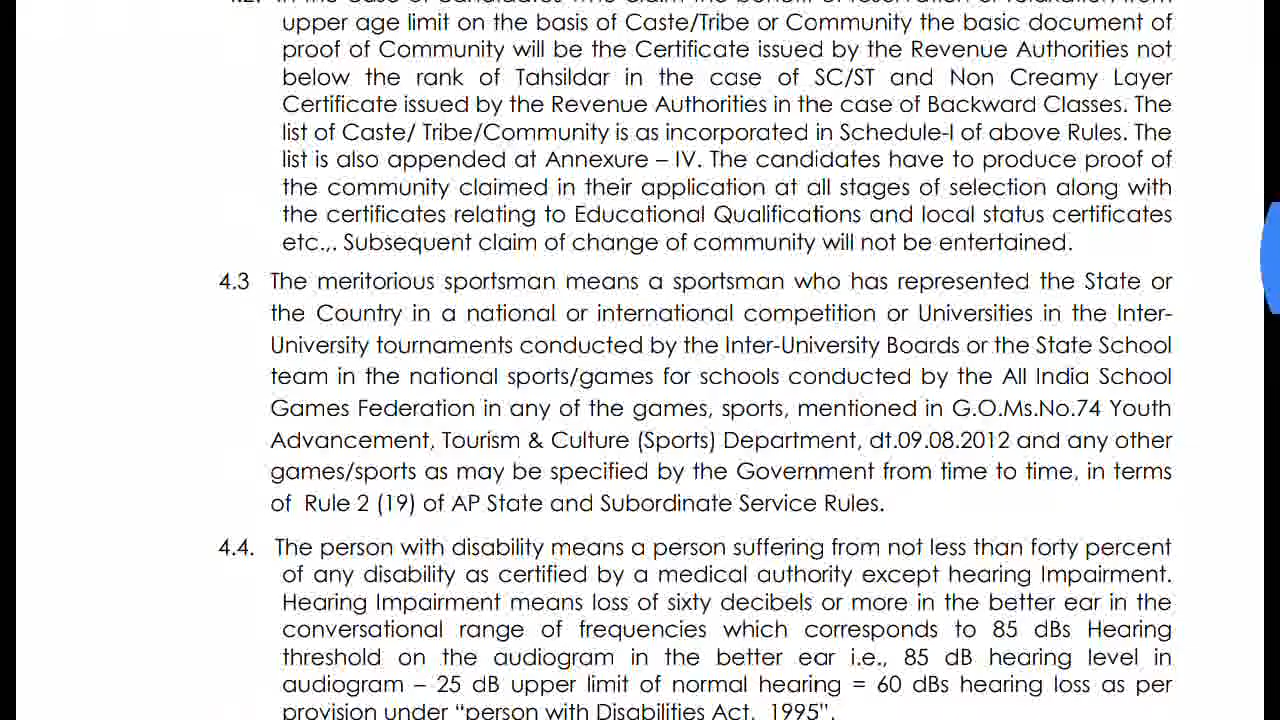 4.2. In the case of candidates who claim the benefit of reservation or relaxation from
upper age limit on the basis of Caste/Tribe or Community the basic document of
proof of Community will be the Certificate issued by the Revenue Authorities not
below the rank of Tahsildar in the case of SC/ST and Non Creamy Layer
Certificate issued by the Revenue Authorities in the case of Backward Classes. The
list of Caste/ Tribe/Community is as incorporated in Schedule-I of above Rules. The
list is also appended at Annexure – IV. The candidates have to produce proof of
the community claimed in their application at all stages of selection along with
the certificates relating to Educational Qualifications and local status certificates
etc.,. Subsequent claim of change of community will not be entertained.
4.3 The meritorious sportsman means a sportsman who has represented the State or
the Country in a national or international competition or Universities in the Inter-
University tournaments conducted by the Inter-University Boards or the State School
team in the national sports/games for schools conducted by the All India School
Games Federation in any of the games, sports, mentioned in G.O.Ms.No.74 Youth
Advancement, Tourism & Culture (Sports) Department, dt.09.08.2012 and any other
games/sports as may be specified by the Government from time to time, in terms
of Rule 2 (19) of AP State and Subordinate Service Rules.
4.4. The person with disability means a person suffering from not less than forty percent
of any disability as certified by a medical authority except hearing Impairment.
Hearing Impairment means loss of sixty decibels or more in the better ear in the
conversational range of frequencies which corresponds to 85 dBs Hearing
threshold on the audiogram in the better ear i.e., 85 dB hearing level in
audiogram – 25 dB upper limit of normal hearing = 60 dBs hearing loss as per
provision under “person with Disabilities Act, 1995”.